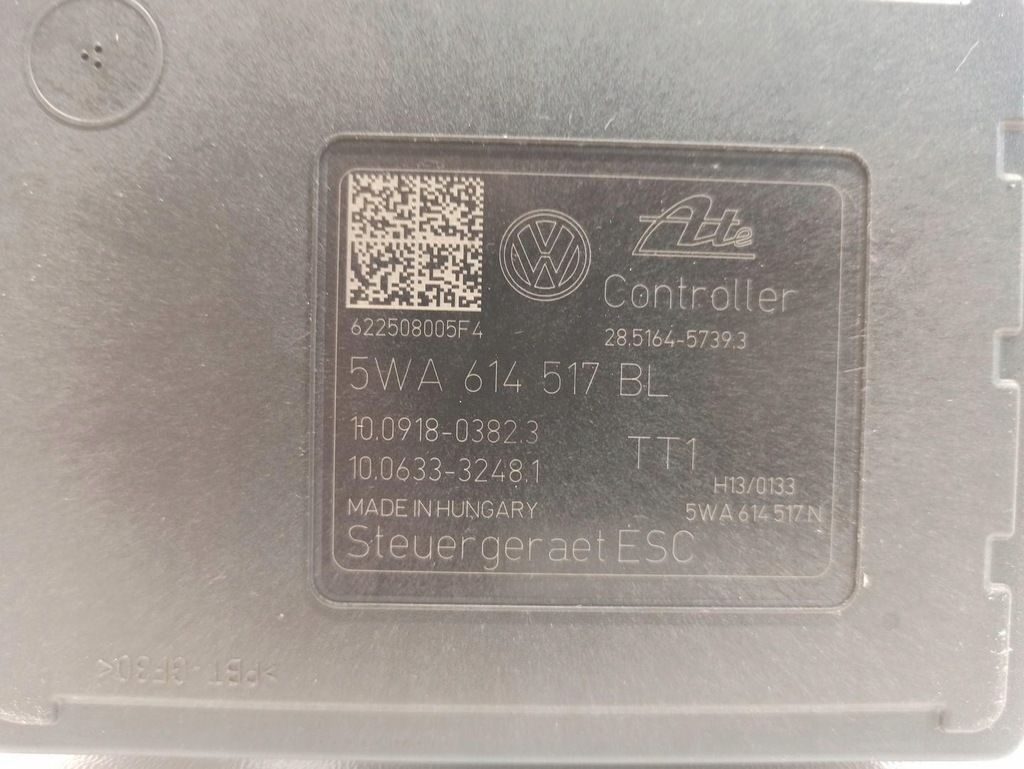 Ate
Controller
622508005F4
28.5164-5739.3
5WA 614 517 BL
10.0918-0382.3
TT1
10.0633-3248.1
H13/0133
MADE IN HUNGARY
5WA 614 517 N
Steuergeraet ESC
>PBT-GF30<